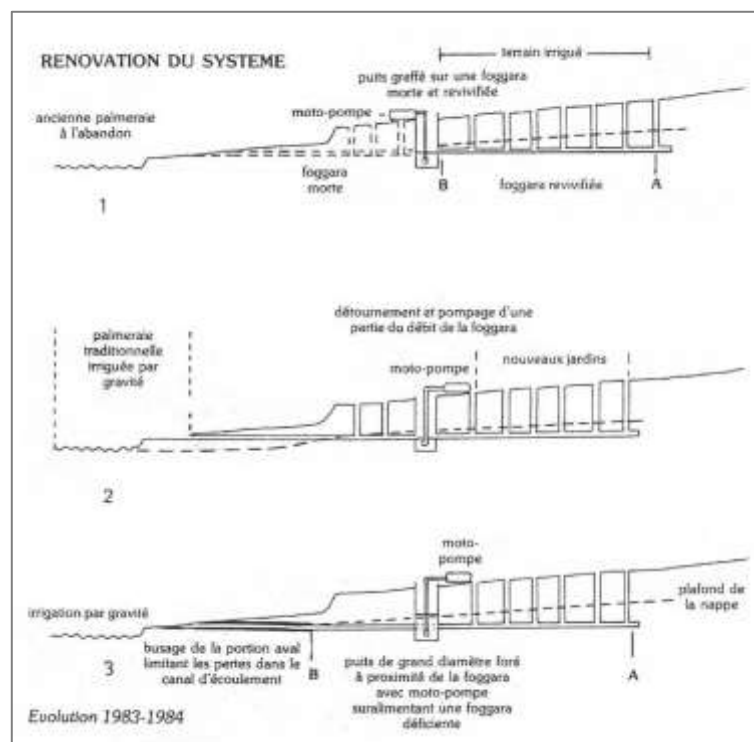 RENOVATION DU SYSTEME
terrain irrigué
puits greffé sur une foggara
morte et revivifiée
ancienne palmeraie
à l'abandon
moto-pompe
foggara
morte
B
foggara revivifiée
A
1
détournement et pompage d'une
partie du débit de la foggara
palmeraie
traditionnelle
irriguée par
gravité
moto-pompe
nouveaux jardins
2
moto-
pompe
irrigation par gravité
plafond de
la nappe
busage de la portion aval
limitant les pertes dans le
canal d'écoulement
B
puits de grand diamètre foré
à proximité de la foggara
avec moto-pompe
suralimentant une foggara
déficiente
A
3
Evolution 1983-1984